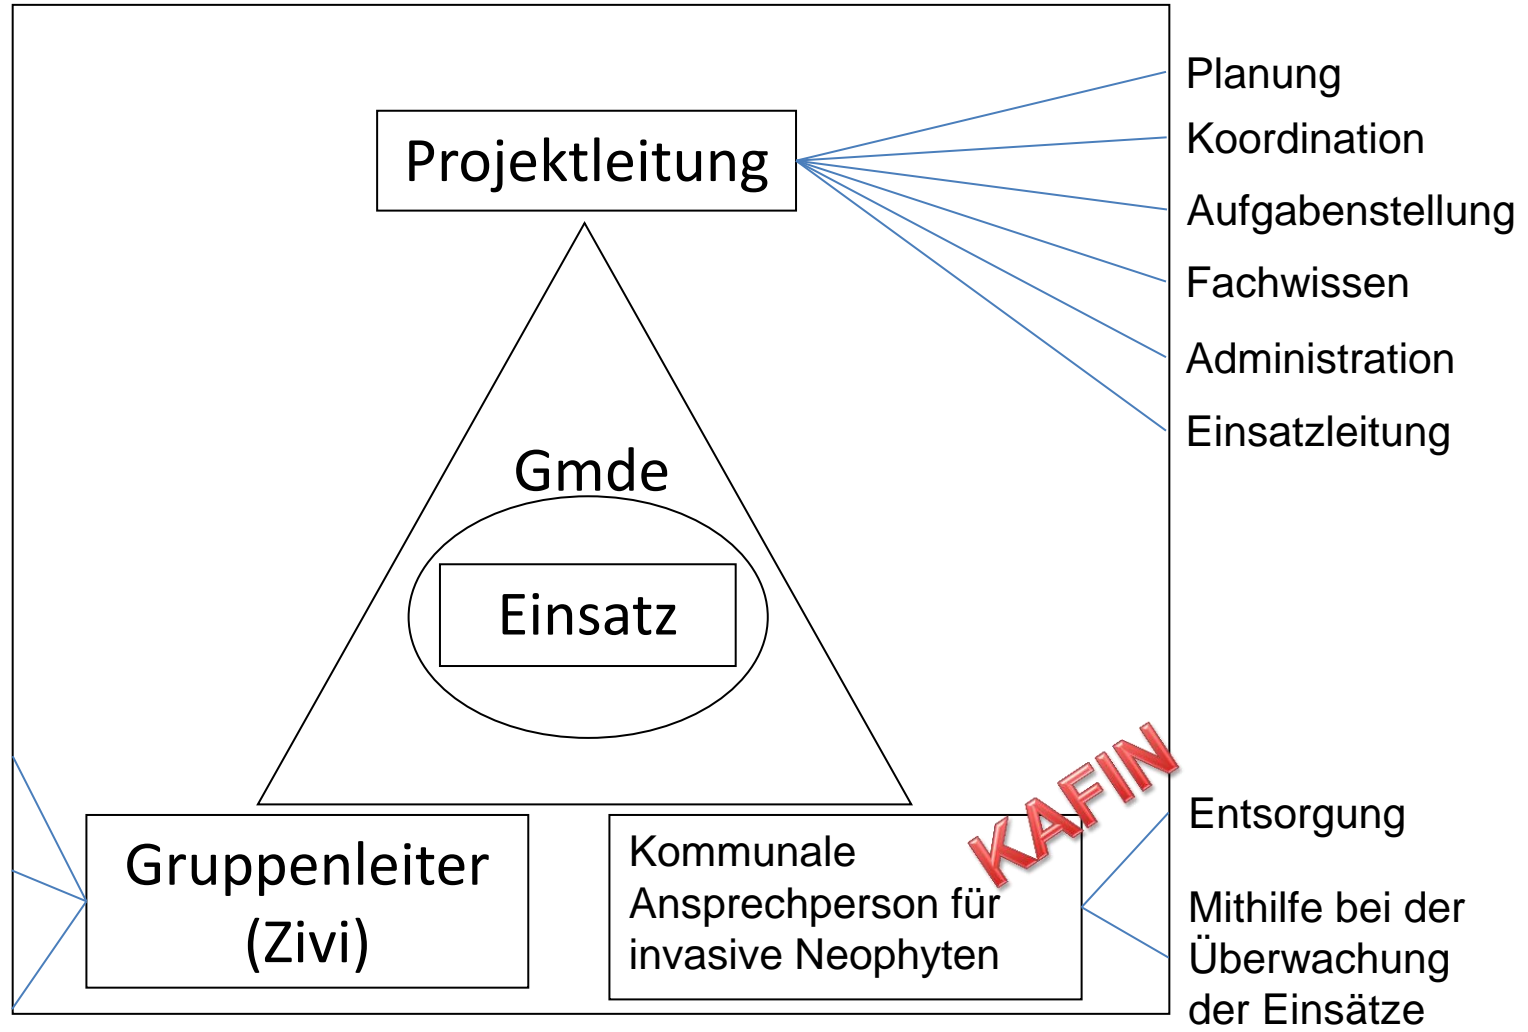 Projektleitung
Planung
Koordination
Aufgabenstellung
Fachwissen
Administration
Einsatzleitung
Gmde
Einsatz
Gruppenleiter
(Zivi)
KAFIN
Kommunale
Ansprechperson für
invasive Neophyten
Entsorgung
Mithilfe bei der
Überwachung
der Einsätze